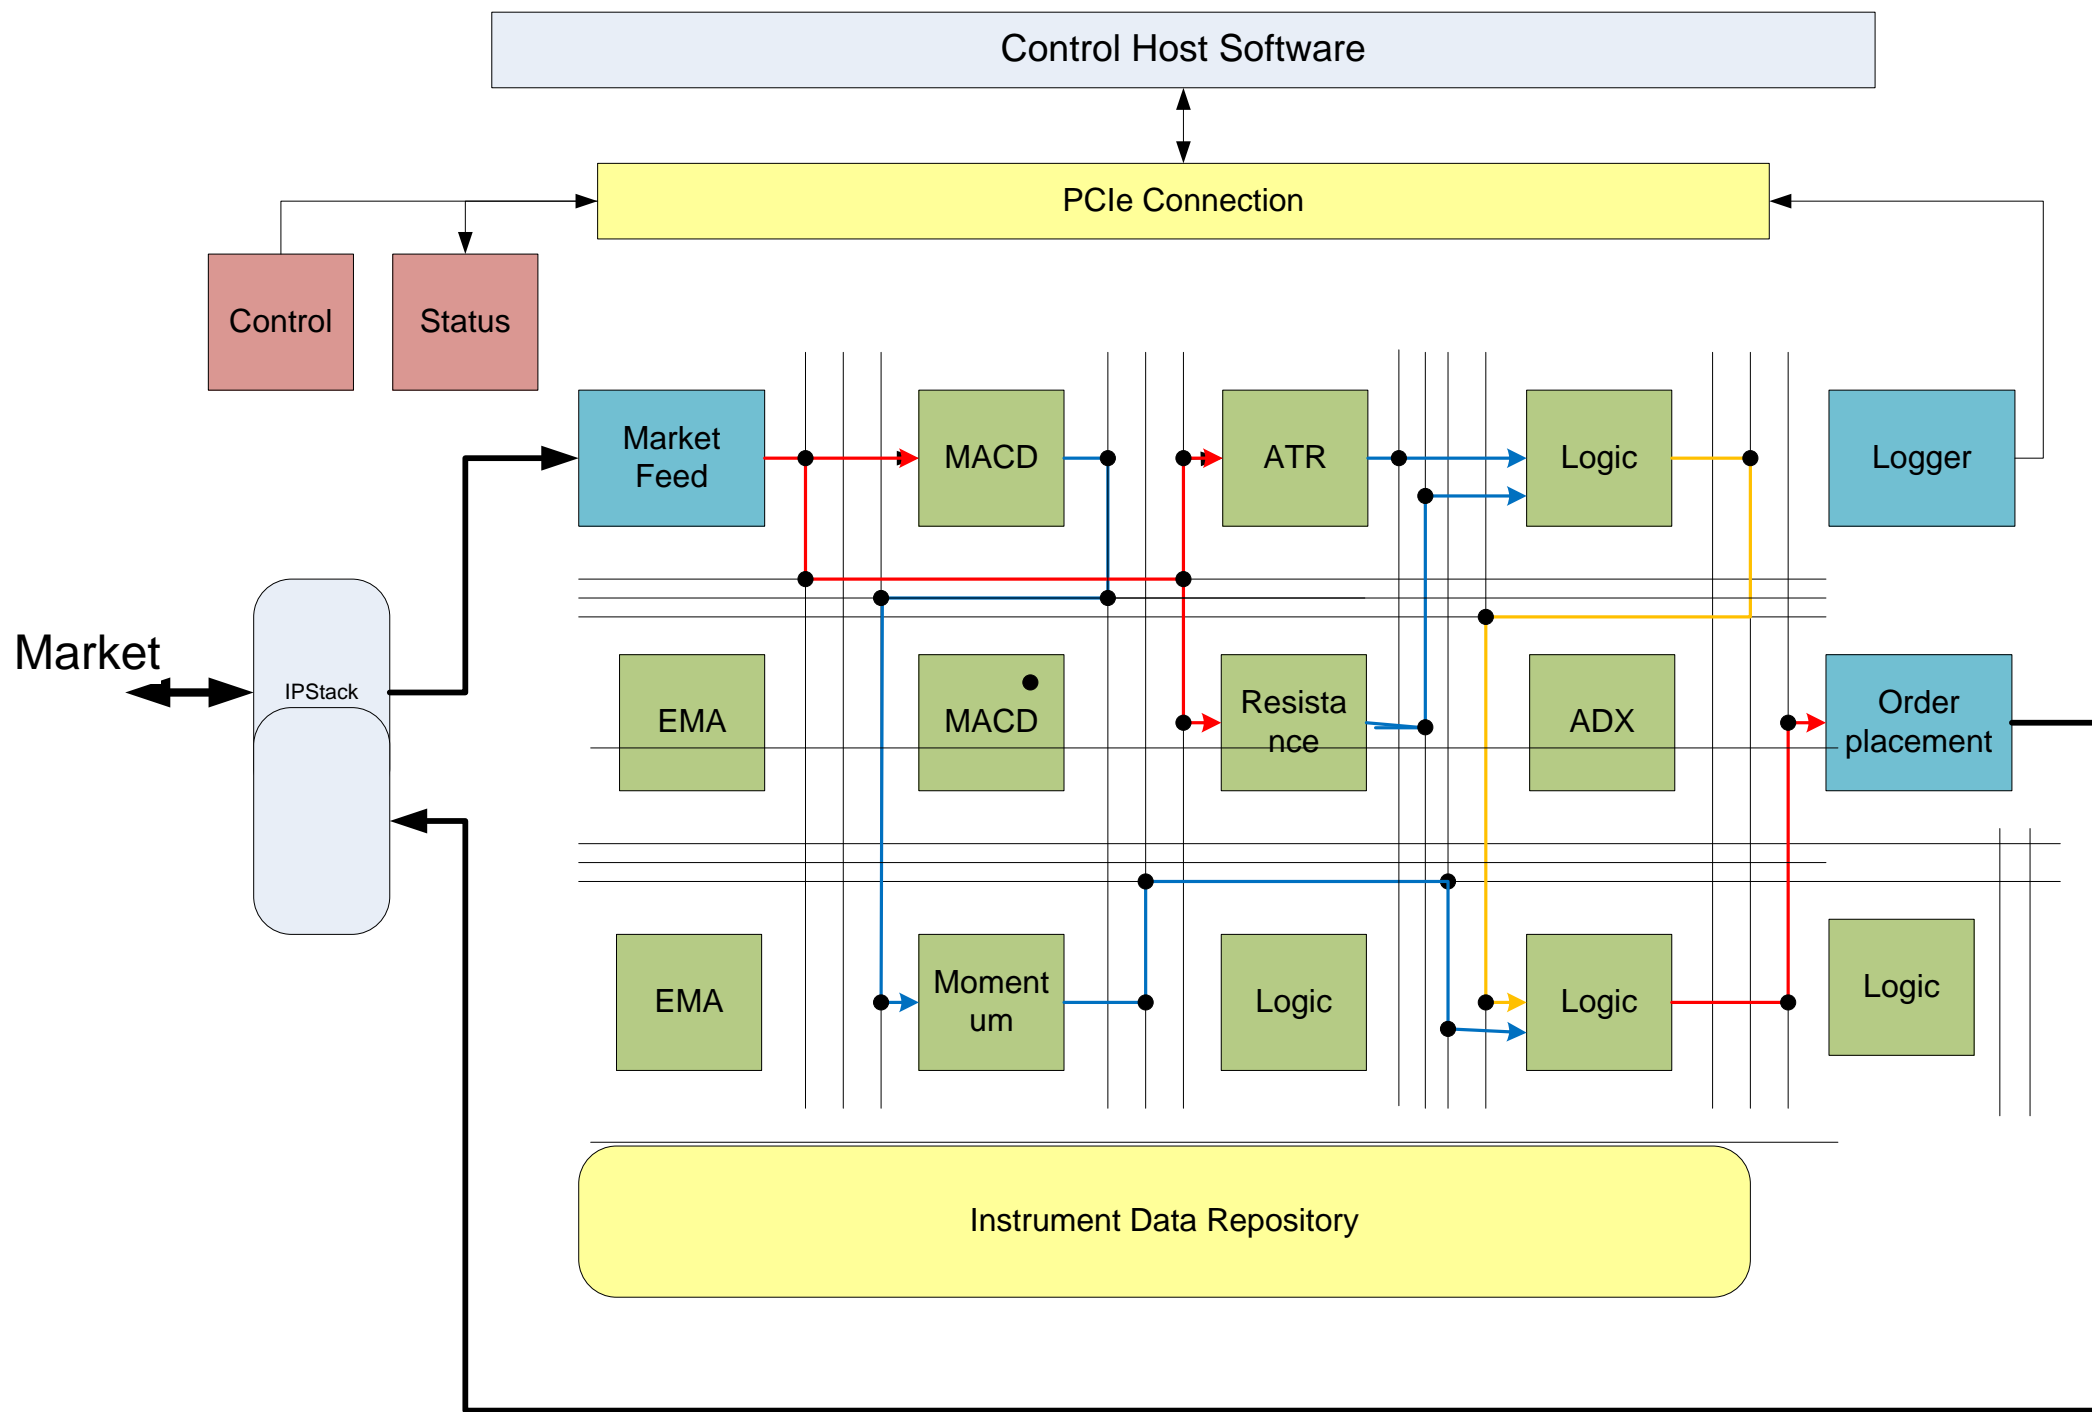 Control Host Software
PCIe Connection
Control
Status
Market
Feed
MACD
ATR
Logic
Logger
Market
IPStack
EMA
MACD
Resista
nce
ADX
Order
placement
EMA
Moment
um
Logic
Logic
Logic
Instrument Data Repository